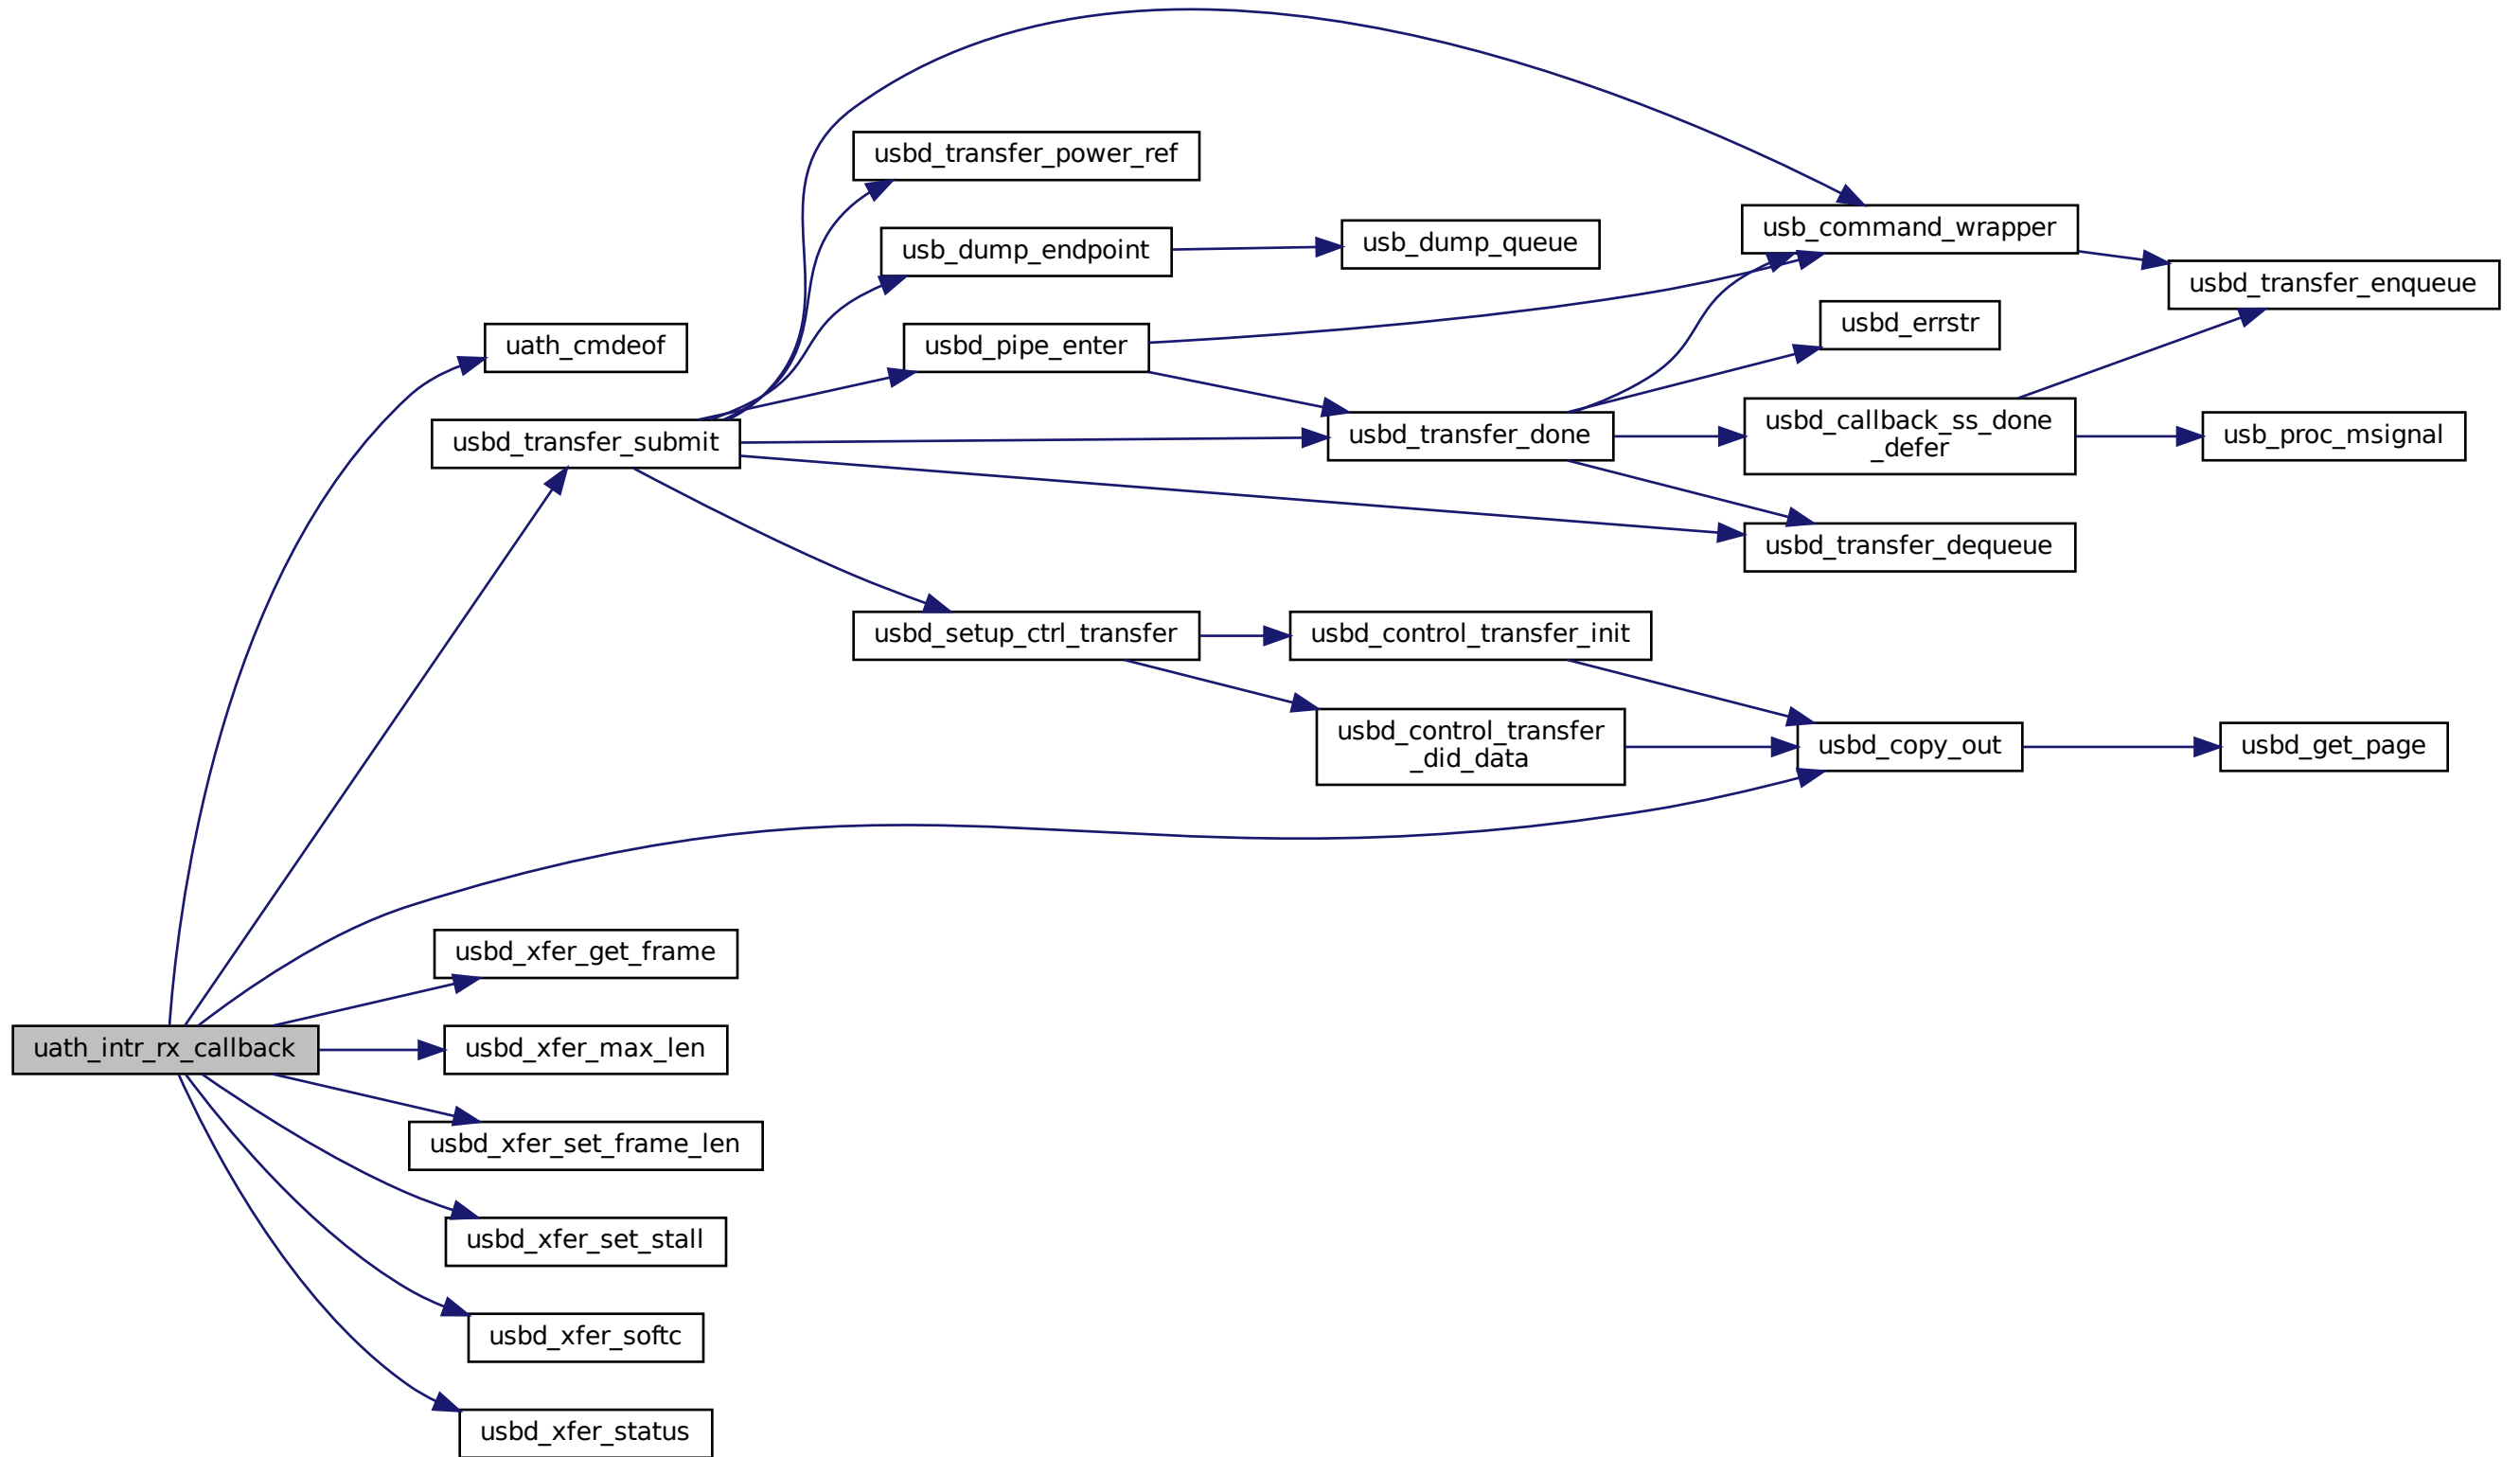 usbd_transfer_power_ref
usb_command_wrapper
usb_dump_endpoint
usb_dump_queue
usbd_transfer_enqueue
uath_cmdeof
usbd_pipe_enter
usbd_errstr
usbd_transfer_submit
usbd_transfer_done
usbd_callback_ss_done
_defer
usb_proc_msignal
usbd_transfer_dequeue
usbd_setup_ctrl_transfer
usbd_control_transfer_init
usbd_control_transfer
_did_data
usbd_copy_out
usbd_get_page
usbd_xfer_get_frame
uath_intr_rx_callback
usbd_xfer_max_len
usbd_xfer_set_frame_len
usbd_xfer_set_stall
usbd_xfer_softc
usbd_xfer_status